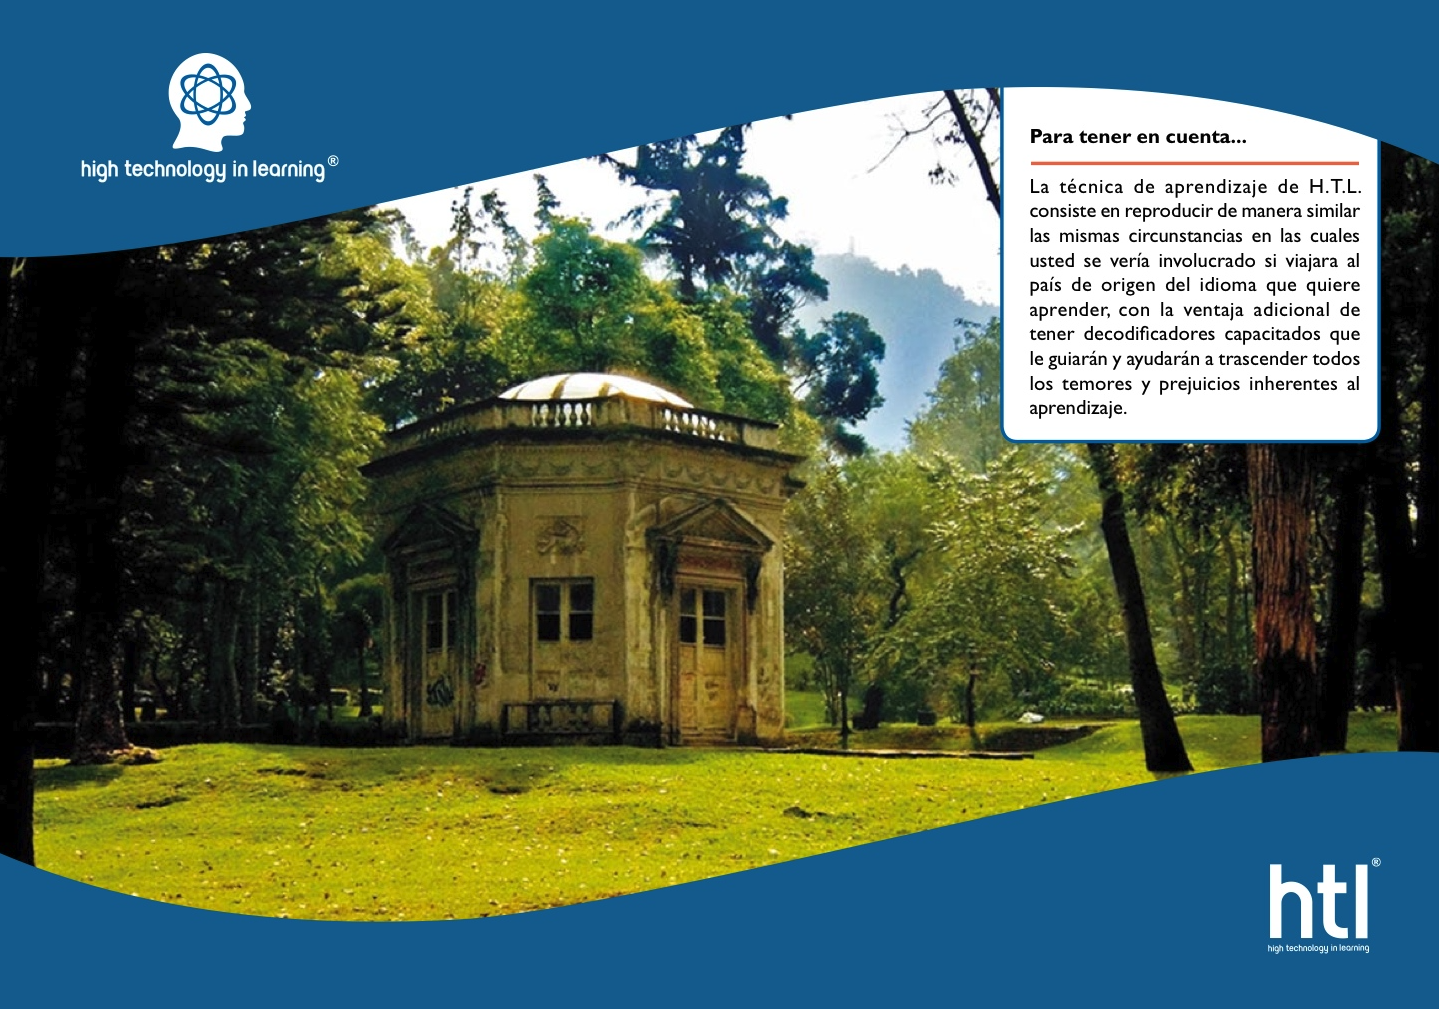 high technology in learning®
Para tener en cuenta...
La técnica de aprendizaje de H.T.L.
consiste en reproducir de manera similar
las mismas circunstancias en las cuales
usted se vería involucrado si viajara al
país de origen del idioma que quiere
aprender, con la ventaja adicional de
tener decodificadores capacitados que
le guiarán y ayudarán a trascender todos
los temores y prejuicios inherentes al
aprendizaje.
htl®
high technology in learning